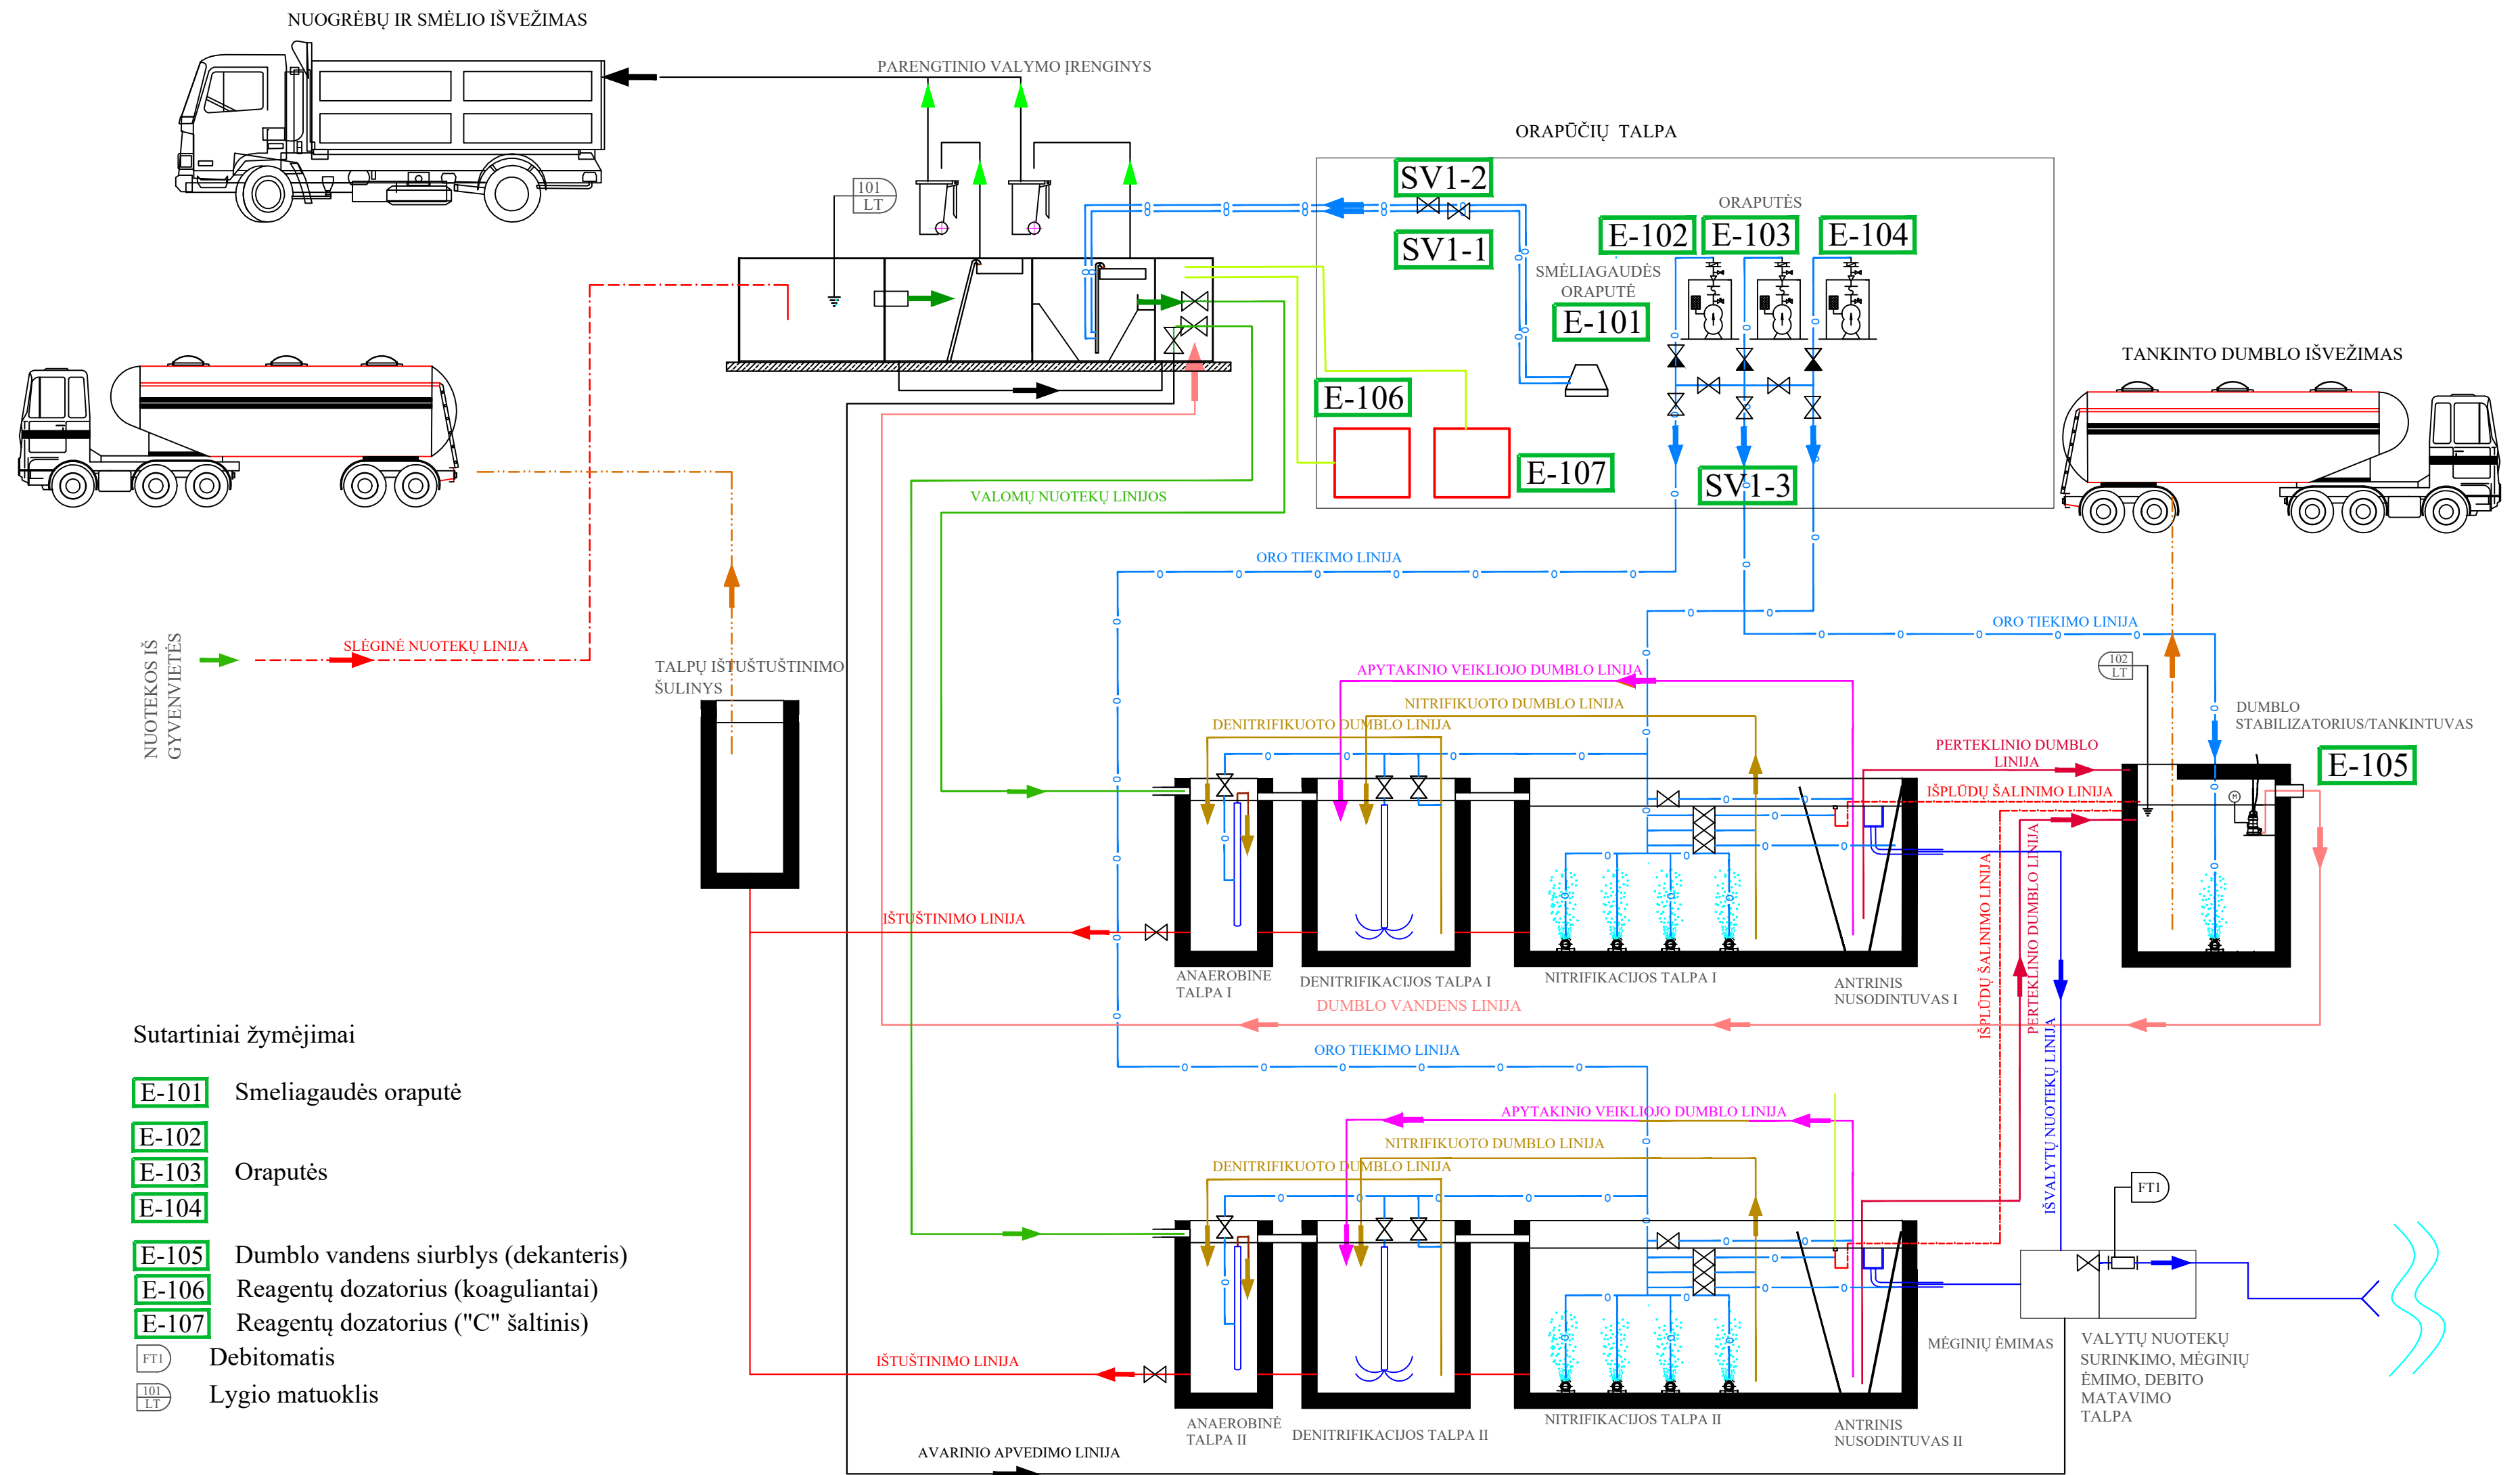 NUOGRĖBŲ IR SMĖLIO IŠVEŽIMAS
PARENGTINIO VALYMO ĮRENGINYS
ORAPŪČIŲ TALPA
101
LT
SV1-2
SV1-1
ORAPUTĖS
E-102
E-103
E-104
SMĖLIAGAUDĖS
ORAPUTĖ
E-101
E-106
E-107
SV1-3
TANKINTO DUMBLO IŠVEŽIMAS
VALOMŲ NUOTEKŲ LINIJOS
ORO TIEKIMO LINIJA
ORO TIEKIMO LINIJA
NUOTEKOS IŠ
GYVENVIETĖS
SLĖGINĖ NUOTEKŲ LINIJA
TALPŲ IŠTUŠTUŠTINIMO
ŠULINYS
APYTAKINIO VEIKLIOJO DUMBLO LINIJA
NITRIFIKUOTO DUMBLO LINIJA
DENITRIFIKUOTO DUMBLO LINIJA
102
LT
DUMBLO
STABILIZATORIUS/TANKINTUVAS
E-105
PERTEKLINIO DUMBLO
LINIJA
IŠPLŪDŲ ŠALINIMO LINIJA
M
IŠTUŠTINIMO LINIJA
ANAEROBINĖ
TALPA I
DENITRIFIKACIJOS TALPA I
NITRIFIKACIJOS TALPA I
ANTRINIS
NUSODINTUVAS I
DUMBLO VANDENS LINIJA
IŠPLŪDŲ ŠALINIMO LINIJA
PERTEKLINIO DUMBLO LINIJA
IŠVALYTŲ NUOTEKŲ LINIJA
ORO TIEKIMO LINIJA
APYTAKINIO VEIKLIOJO DUMBLO LINIJA
NITRIFIKUOTO DUMBLO LINIJA
DENITRIFIKUOTO DUMBLO LINIJA
FT1
IŠTUŠTINIMO LINIJA
ANAEROBINĖ
TALPA II
DENITRIFIKACIJOS TALPA II
NITRIFIKACIJOS TALPA II
ANTRINIS
NUSODINTUVAS II
MĖGINIŲ ĖMIMAS
VALYTŲ NUOTEKŲ
SURINKIMO, MĖGINIŲ
ĖMIMO, DEBITO
MATAVIMO
TALPA
AVARINIO APVEDIMO LINIJA
Sutartiniai žymėjimai
E-101 Smeliagaudės oraputė
E-102
E-103 Oraputės
E-104
E-105 Dumblo vandens siurblys (dekanteris)
E-106 Reagentų dozatorius (koaguliantai)
E-107 Reagentų dozatorius ("C" šaltinis)
FT1 Debitomatis
101
LT Lygio matuoklis